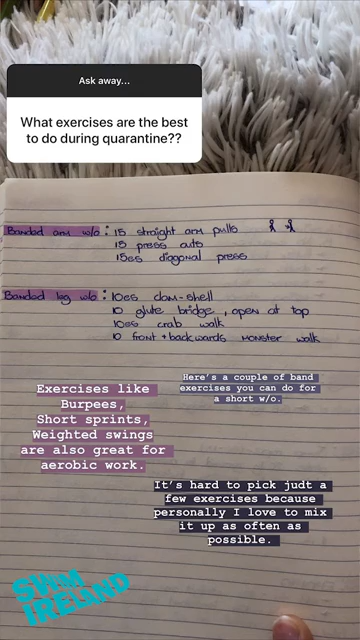 Ask away...
What exercises are the best
to do during quarantine??
Banded arm w/o: 15 straight arm pulls
15 press outs
15es diagonal press
Banded leg w/o: 10es clam-shell
10 glute bridge, open at top
10es crab walk
10 front + backwards monster walk
Here's a couple of band
exercises you can do for
a short w/o.
Exercises like
Burpees,
Short sprints,
Weighted swings
are also great for
aerobic work.
It's hard to pick judt a
few exercises because
personally I love to mix
it up as often as
possible.
SWIM
IRELAND